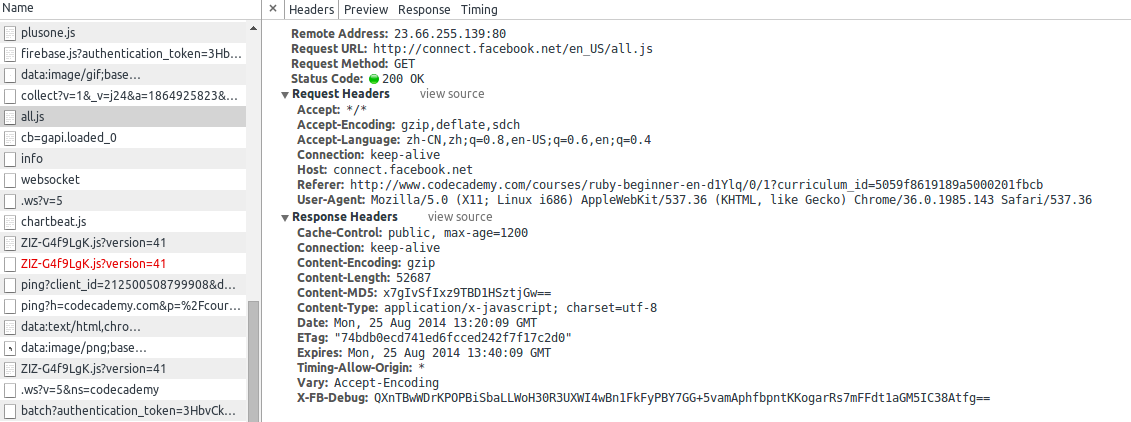 Name
plusone.js
firebase.js?authentication_token=3Hb...
data:image/gif;base...
collect?v=1&_v=j24&a=1864925823&...
all.js
cb=gapi.loaded_0
info
websocket
.ws?v=5
chartbeat.js
ZIZ-G4f9LgK.js?version=41
ZIZ-G4f9LgK.js?version=41
ping?client_id=212500508799908&d...
ping?h=codecademy.com&p=%2Fcour...
data:text/html,chro...
data:image/png;base...
ZIZ-G4f9LgK.js?version=41
.ws?v=5&ns=codecademy
batch?authentication_token=3HbvCk...
× Headers Preview Response Timing
Remote Address: 23.66.255.139:80
Request URL: http://connect.facebook.net/en_US/all.js
Request Method: GET
Status Code: 200 OK
Request Headers view source
Accept: */*
Accept-Encoding: gzip,deflate,sdch
Accept-Language: zh-CN,zh;q=0.8,en-US;q=0.6,en;q=0.4
Connection: keep-alive
Host: connect.facebook.net
Referer: http://www.codecademy.com/courses/ruby-beginner-en-d1Ylq/0/1?curriculum_id=5059f8619189a5000201fbcb
User-Agent: Mozilla/5.0 (X11; Linux i686) AppleWebKit/537.36 (KHTML, like Gecko) Chrome/36.0.1985.143 Safari/537.36
Response Headers view source
Cache-Control: public, max-age=1200
Connection: keep-alive
Content-Encoding: gzip
Content-Length: 52687
Content-MD5: x7gIvSfIxz9TBD1HSztjGw==
Content-Type: application/x-javascript; charset=utf-8
Date: Mon, 25 Aug 2014 13:20:09 GMT
ETag: "74bdb0ecd741ed6fcced242f7f17c2d0"
Expires: Mon, 25 Aug 2014 13:40:09 GMT
Timing-Allow-Origin: *
Vary: Accept-Encoding
X-FB-Debug: QXnTBwWDrKPOPBiSbaLLWoH30R3UXWI4wBn1FkFyPBY7GG+5vamAphfbpntKKogarRs7mFFdt1aGM5IC38Atfg==